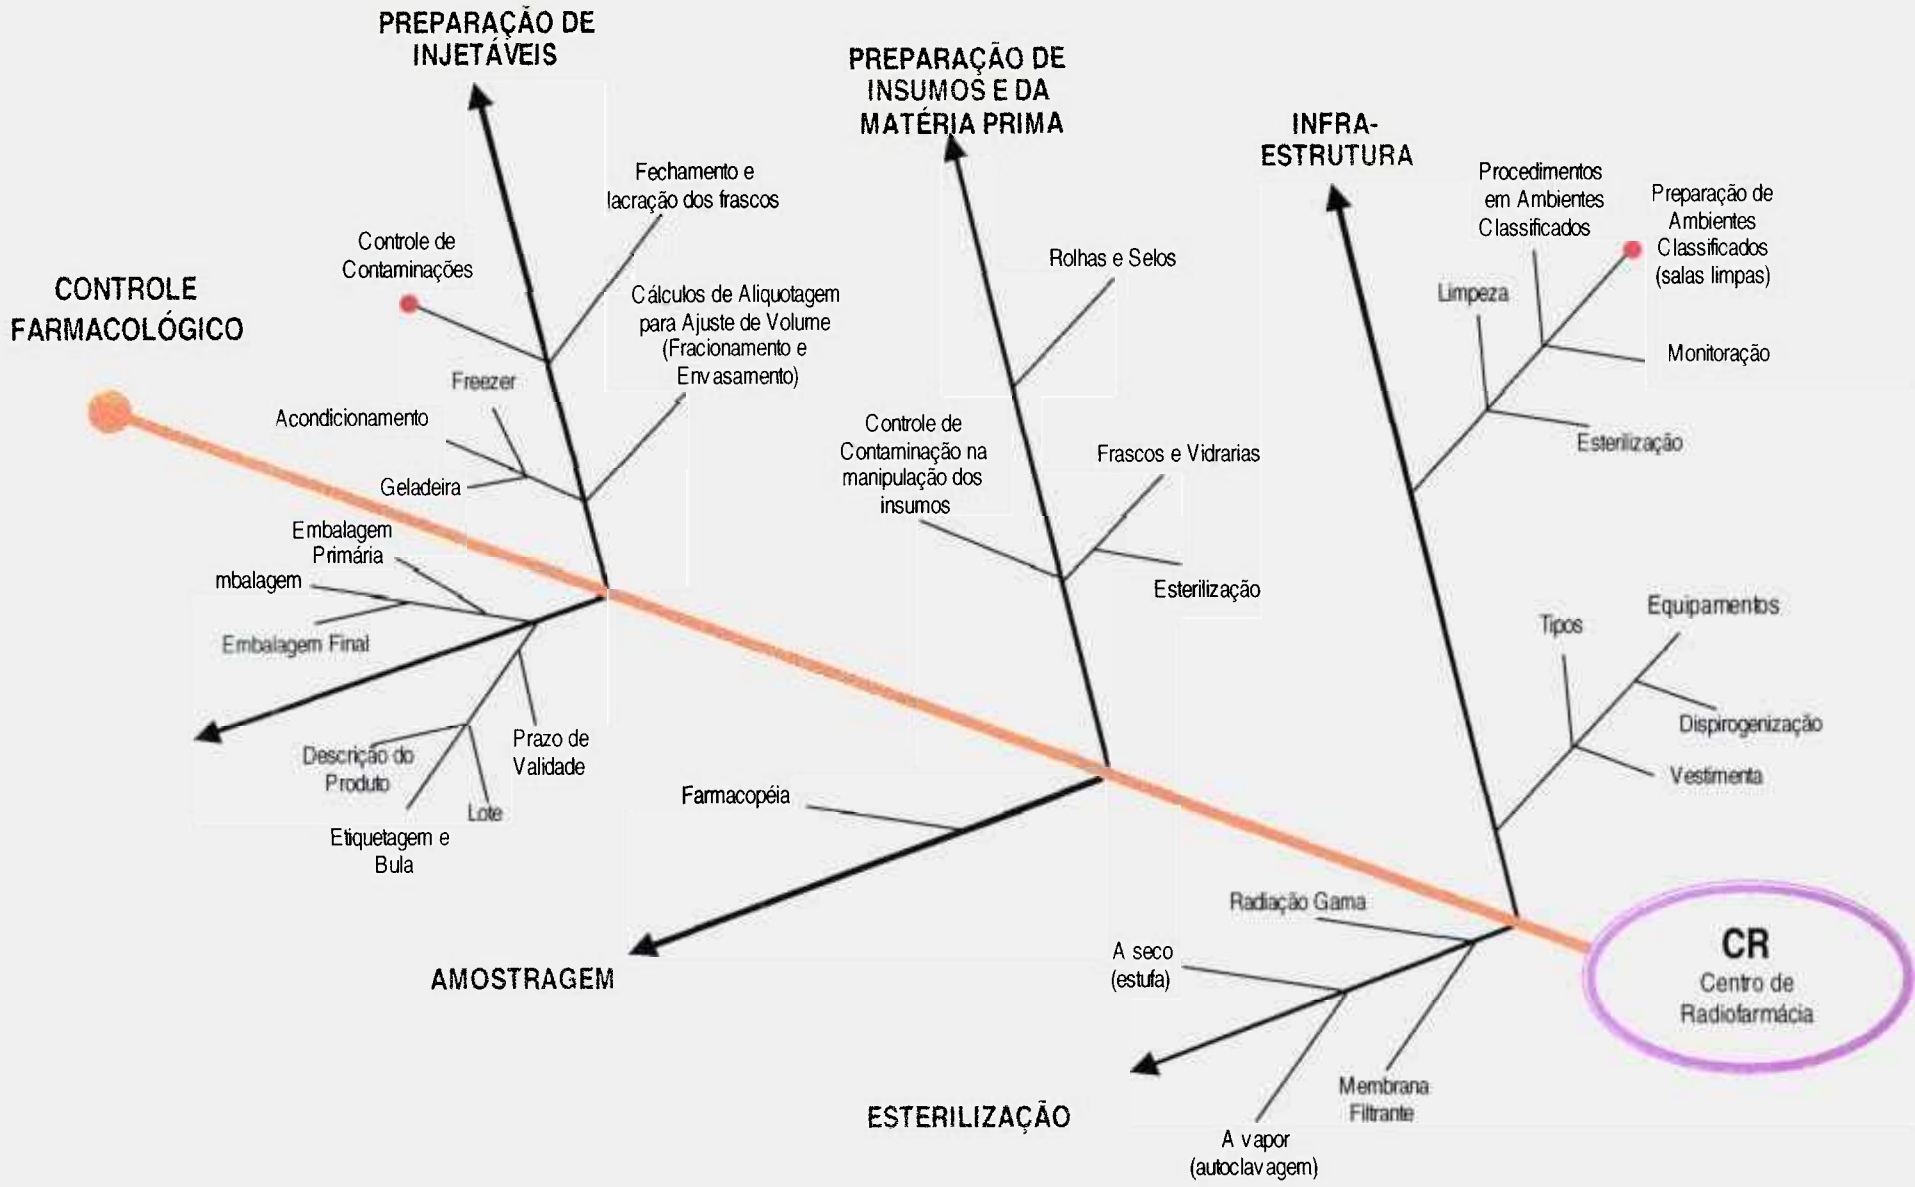 PREPARAÇÃO DE
INJETÁVEIS
PREPARAÇÃO DE
INSUMOS E DA
MATÉRIA PRIMA
INFRA-
ESTRUTURA
CONTROLE
FARMACOLÓGICO
Fechamento e
lacração dos frascos
Controle de
Contaminações
Cálculos de Aliquotagem
para Ajuste de Volume
(Fracionamento e
Envasamento)
Freezer
Acondicionamento
Geladeira
Embalagem
Primária
mbalagem
Embalagem Final
Descrição do
Produto
Prazo de
Validade
Lote
Etiquetagem e
Bula
Rolhas e Selos
Controle de
Contaminação na
manipulação dos
insumos
Frascos e Vidrarias
Esterilização
Farmacopéia
AMOSTRAGEM
Procedimentos
em Ambientes
Classificados
Preparação de
Ambientes
Classificados
(salas limpas)
Limpeza
Monitoração
Esterilização
Tipos
Equipamentos
Dispirogenização
Vestimenta
Radiação Gama
A seco
(estufa)
Membrana
Filtrante
A vapor
(autoclavagem)
ESTERILIZAÇÃO
CR
Centro de
Radiofarmácia